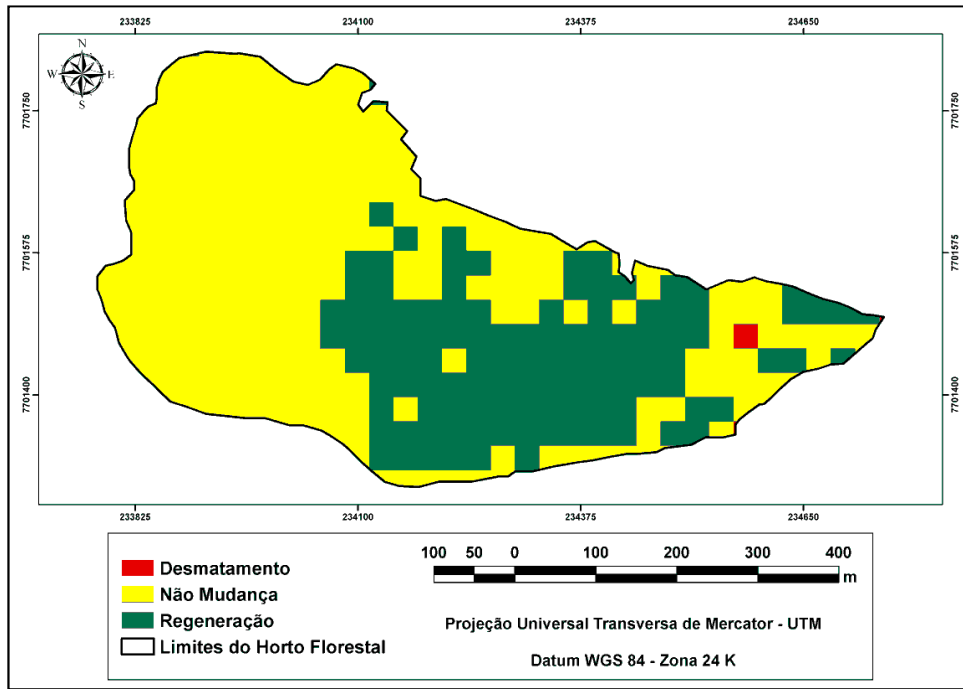 233825 234100 234375 234650
N
W E
S
7701750 7701750
7701575 7701575
7701400 7701400
233825 234100 234375 234650
Desmatamento
Não Mudança
Regeneração
Limites do Horto Florestal
100 50 0 100 200 300 400
m
Projeção Universal Transversa de Mercator - UTM
Datum WGS 84 - Zona 24 K